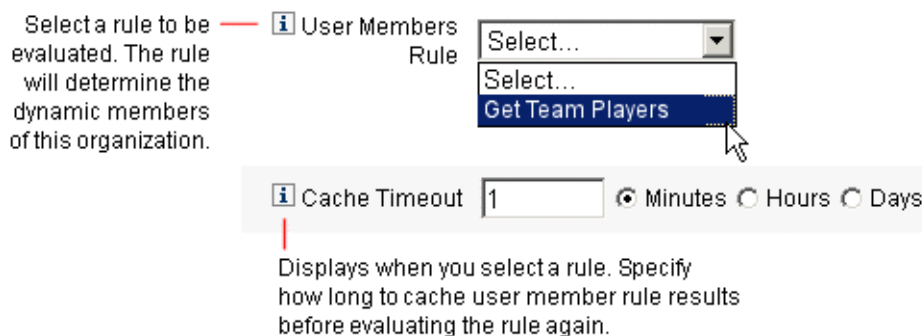 Select a rule to be
evaluated. The rule
will determine the
dynamic members
of this organization.
i User Members
Rule
Select...
Select...
Get Team Players
i Cache Timeout 1 Minutes Hours Days
Displays when you select a rule. Specify
how long to cache user member rule results
before evaluating the rule again.